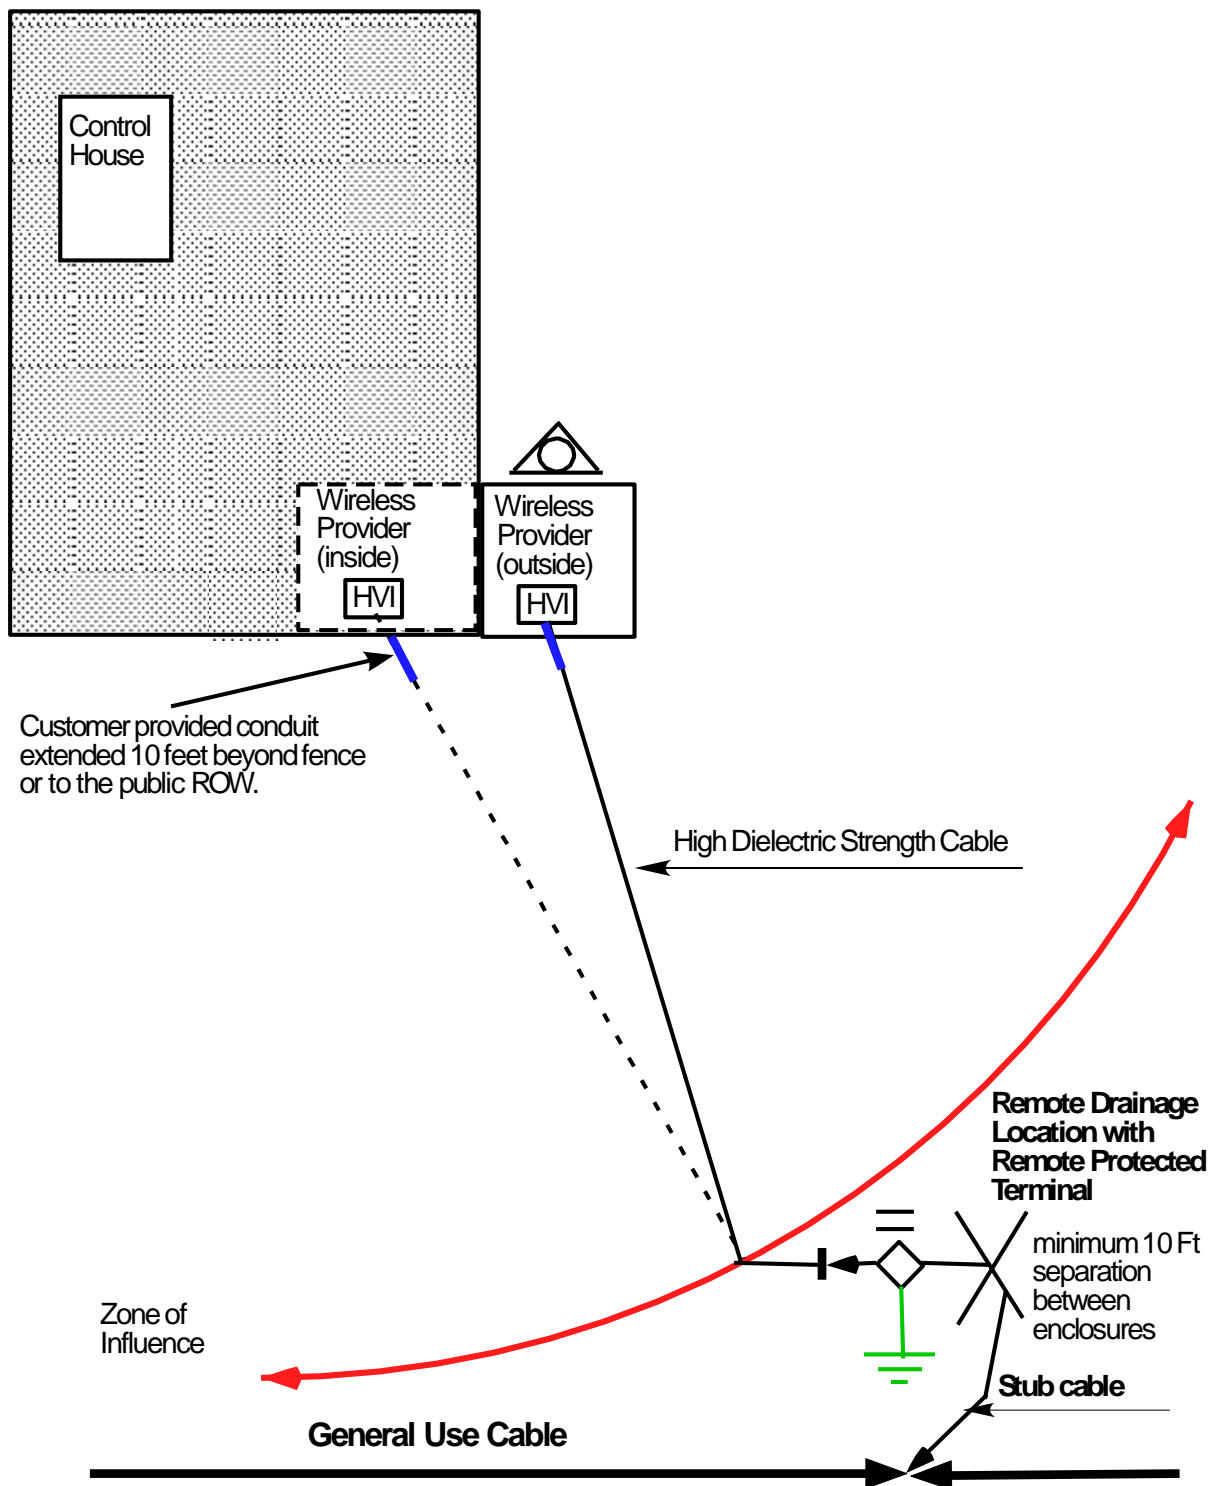 Control
House
Wireless
Provider
(inside)
HVI
Wireless
Provider
(outside)
HVI
Customer provided conduit
extended 10 feet beyond fence
or to the public ROW.
High Dielectric Strength Cable
Remote Drainage
Location with
Remote Protected
Terminal
minimum 10 Ft
separation
between
enclosures
Zone of
Influence
Stub cable
General Use Cable